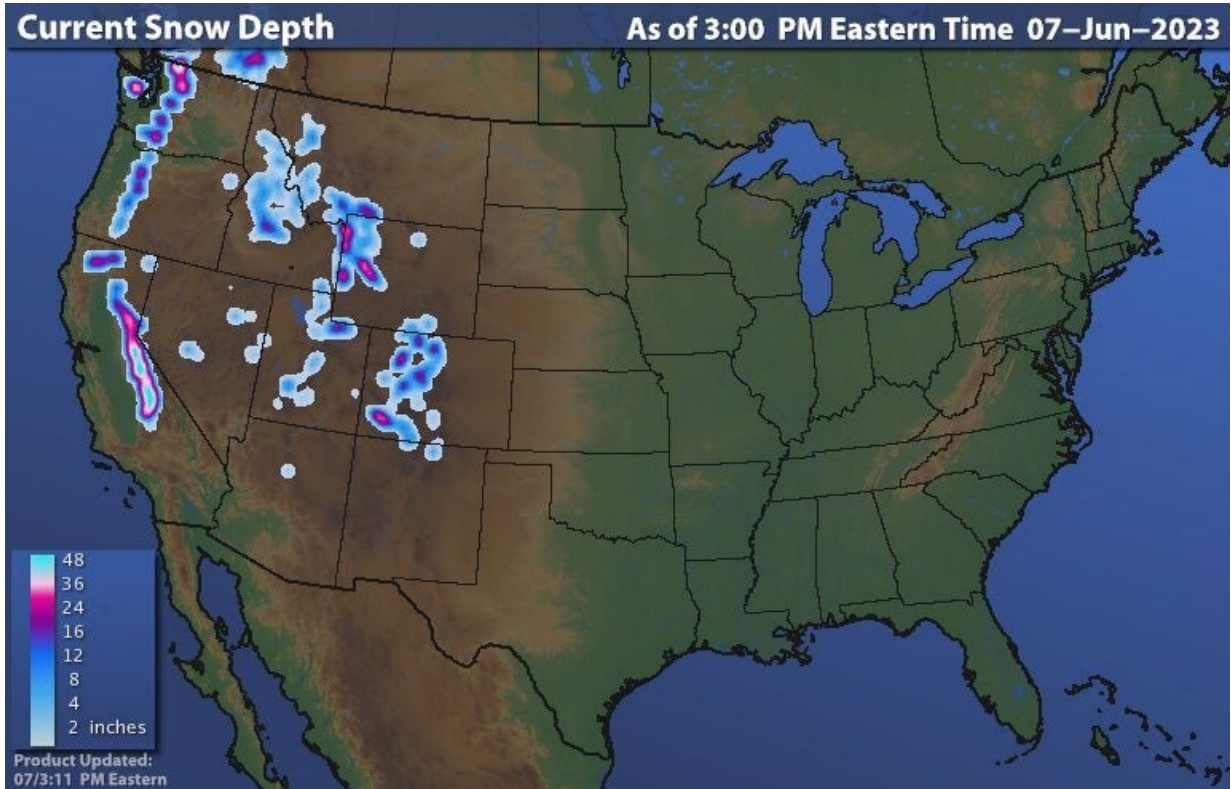 Current Snow Depth
As of 3:00 PM Eastern Time 07-Jun-2023
48
36
24
16
12
8
4
2 inches
Product Updated:
07/3:11 PM Eastern